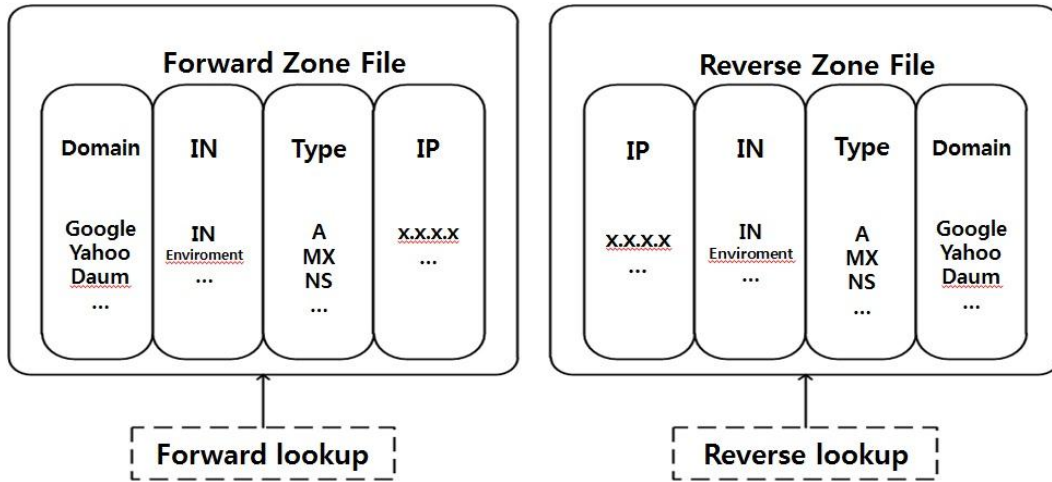 Forward Zone File
Domain
Google
Yahoo
Daum
...
IN
IN
Enviroment
...
Type
A
MX
NS
...
IP
x.x.x.x
...
Forward lookup
Reverse Zone File
IP
x.x.x.x
...
IN
IN
Enviroment
...
Type
A
MX
NS
...
Domain
Google
Yahoo
Daum
...
Reverse lookup